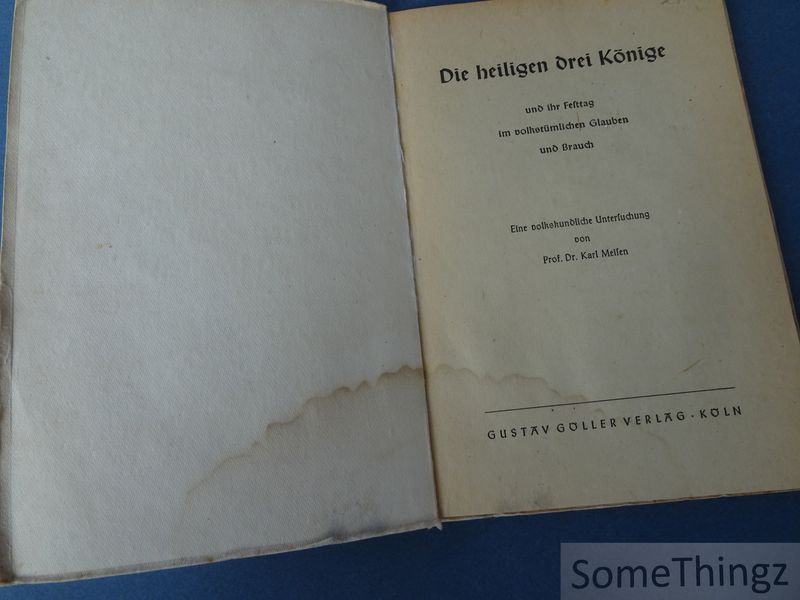 Die heiligen drei Könige
und ihr Festtag
im volkstümlichen Glauben
und Brauch
Eine volkskundliche Untersuchung
von
Prof. Dr. Karl Meisen
GUSTAV GÖLLER VERLAG · KÖLN
SomeThingz